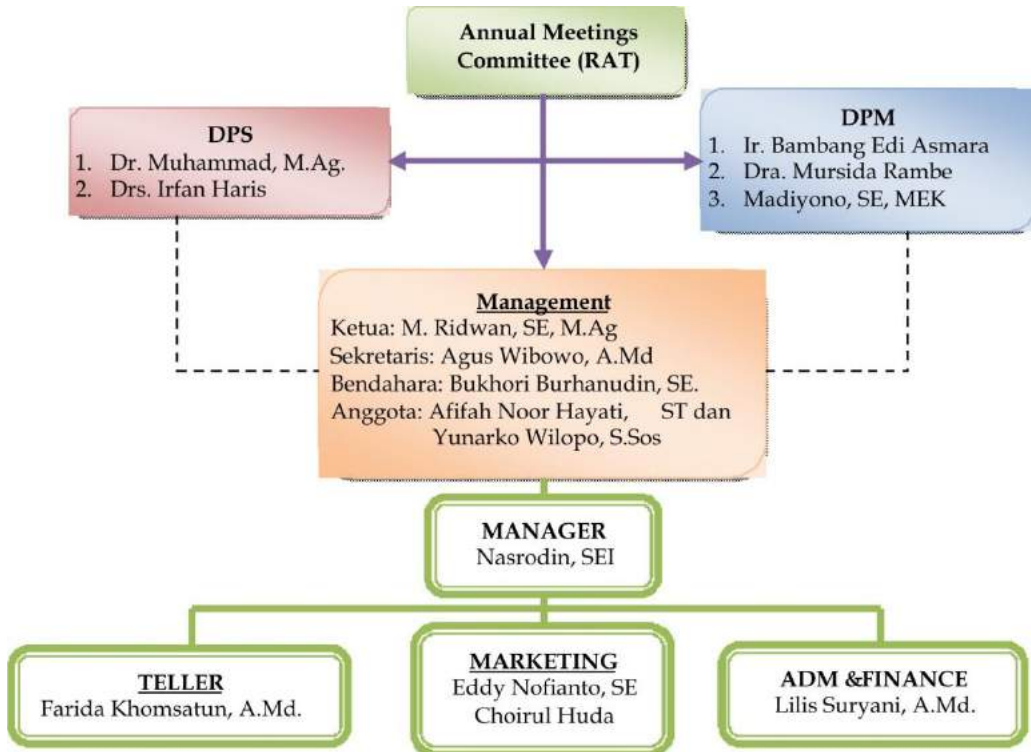 Annual Meetings
Committee (RAT)
DPS
1. Dr. Muhammad, M.Ag.
2. Drs. Irfan Haris
DPM
1. Ir. Bambang Edi Asmara
2. Dra. Mursida Rambe
3. Madiyono, SE, MEK
Management
Ketua: M. Ridwan, SE, M.Ag
Sekretaris: Agus Wibowo, A.Md
Bendahara: Bukhori Burhanudin, SE.
Anggota: Afifah Noor Hayati, ST dan
Yunarko Wilopo, S.Sos
MANAGER
Nasrodin, SEI
TELLER
Farida Khomsatun, A.Md.
MARKETING
Eddy Nofianto, SE
Choirul Huda
ADM &FINANCE
Lilis Suryani, A.Md.